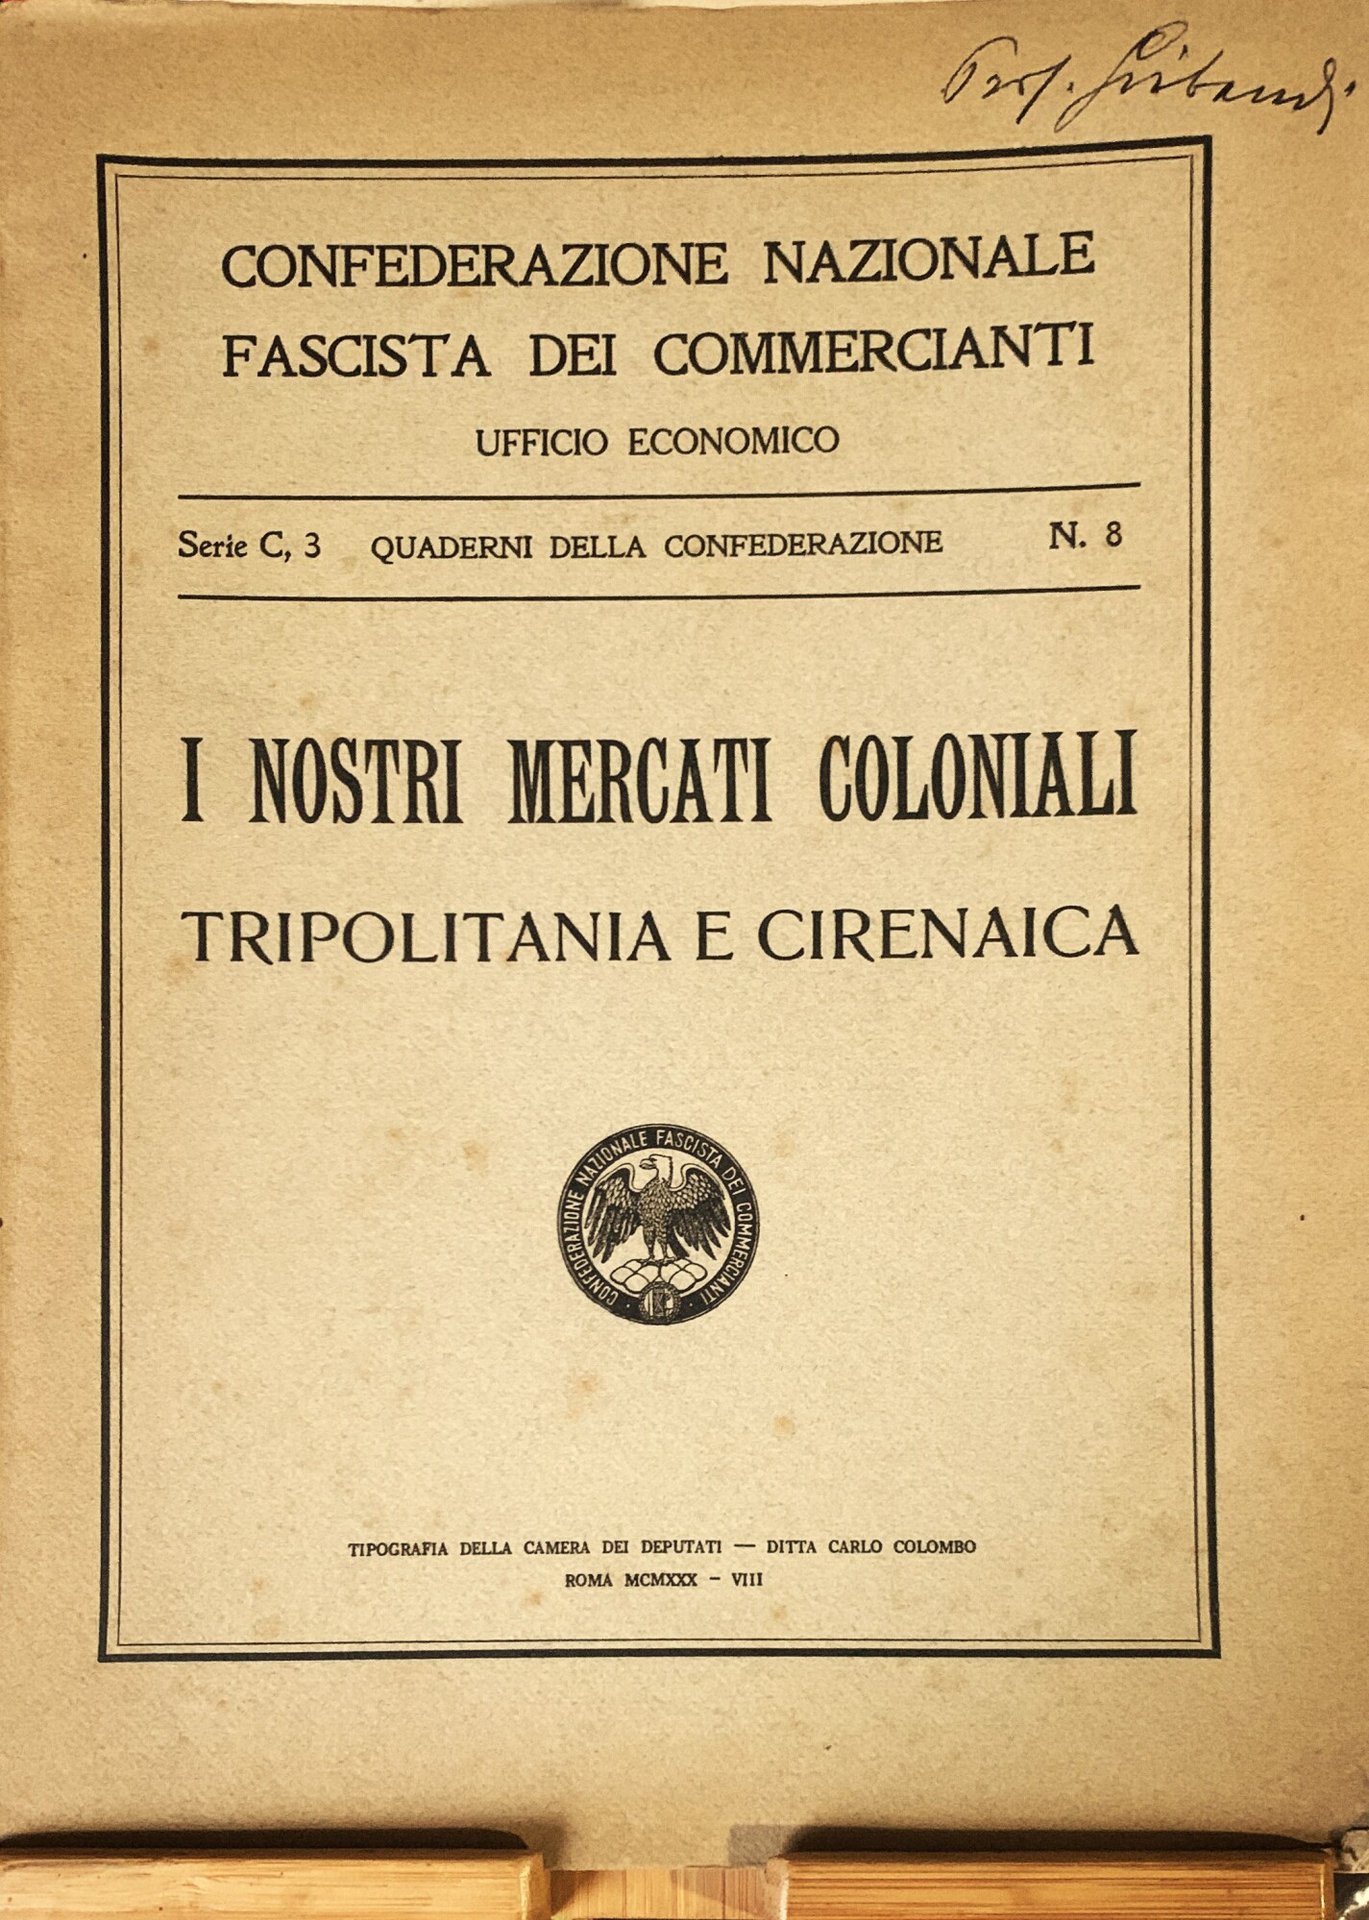 Prof.
CONFEDERAZIONE NAZIONALE
FASCISTA DEI COMMERCIANTI
UFFICIO ECONOMICO
Serie C, 3 QUADERNI DELLA CONFEDERAZIONE N. 8
I NOSTRI MERCATI COLONIALI
TRIPOLITANIA E CIRENAICA
CONFEDERAZIONE NAZIONALE FASCISTA DEI COMMERCIANTI
TIPOGRAFIA DELLA CAMERA DEI DEPUTATI — DITTA CARLO COLOMBO
ROMA MCMXXX - VIII